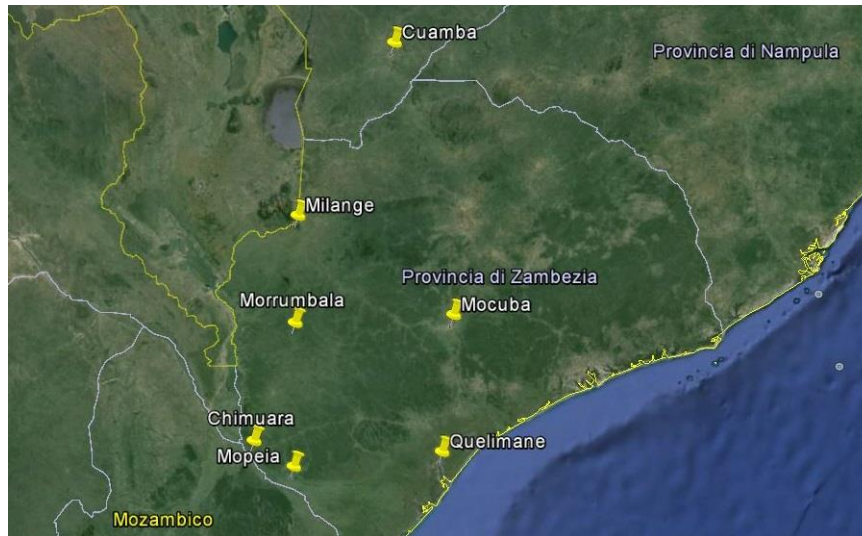 Cuamba
Provincia di Nampula
Milange
Provincia di Zambezia
Morrumbala
Mocuba
Chimuara
Quelimane
Mopeia
Mozambico